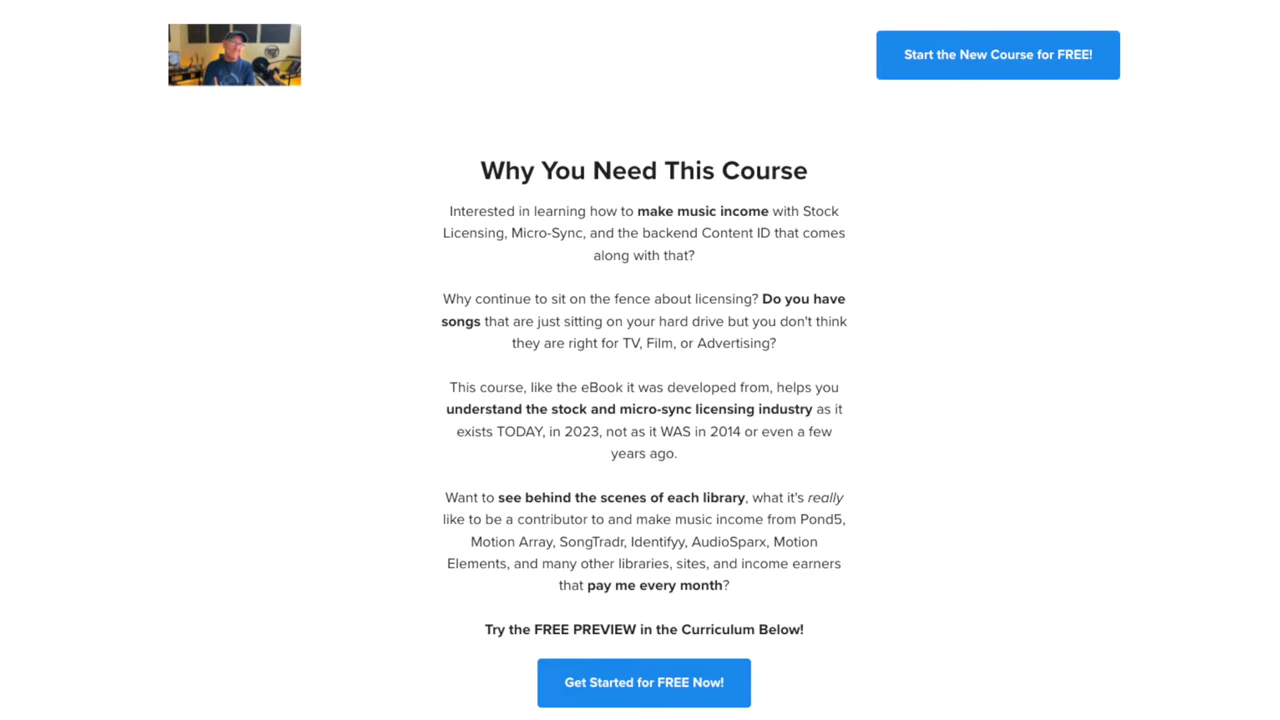 Start the New Course for FREE!
Why You Need This Course
Interested in learning how to make music income with Stock
Licensing, Micro-Sync, and the backend Content ID that comes
along with that?
Why continue to sit on the fence about licensing? Do you have
songs that are just sitting on your hard drive but you don't think
they are right for TV, Film, or Advertising?
This course, like the eBook it was developed from, helps you
understand the stock and micro-sync licensing industry as it
exists TODAY, in 2023, not as it WAS in 2014 or even a few
years ago.
Want to see behind the scenes of each library, what it's really
like to be a contributor to and make music income from Pond5,
Motion Array, SongTradr, Identifyy, AudioSparx, Motion
Elements, and many other libraries, sites, and income earners
that pay me every month?
Try the FREE PREVIEW in the Curriculum Below!
Get Started for FREE Now!